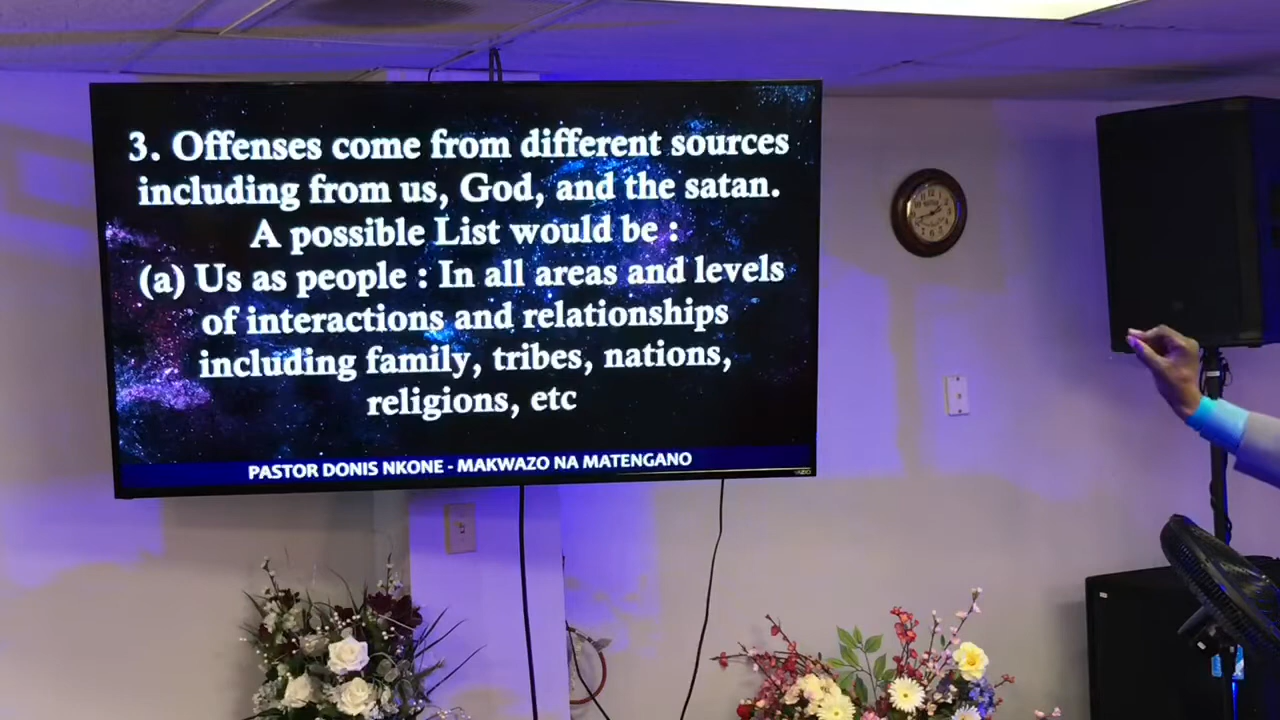 3. Offenses come from different sources
including from us, God, and the satan.
A possible List would be :
(a) Us as people : In all areas and levels
of interactions and relationships
including family, tribes, nations,
religions, etc
PASTOR DONIS NKONE - MAKWAZO NA MATENGANO
VIZIO